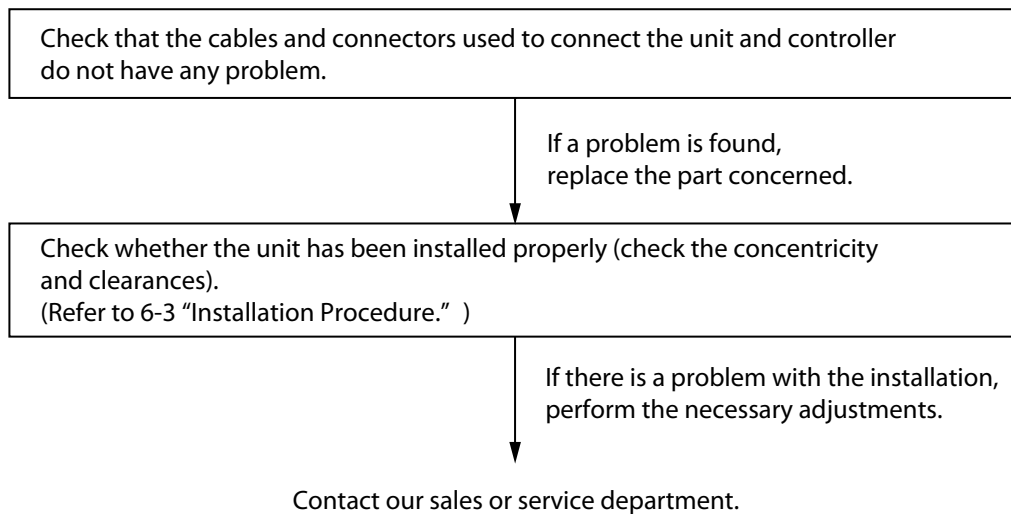 Check that the cables and connectors used to connect the unit and controller
do not have any problem.
If a problem is found,
replace the part concerned.
Check whether the unit has been installed properly (check the concentricity
and clearances).
(Refer to 6-3 “Installation Procedure.” )
If there is a problem with the installation,
perform the necessary adjustments.
Contact our sales or service department.